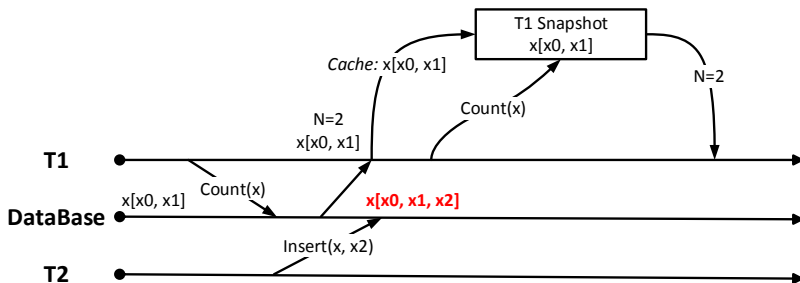 T1 Snapshot
x[x0, x1]
Cache: x[x0, x1]
N=2
Count(x)
N=2
x[x0, x1]
T1
Count(x)
x[x0, x1]
x[x0, x1, x2]
DataBase
Insert(x, x2)
T2